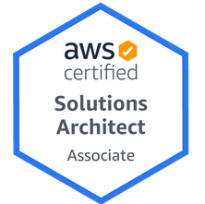 aws
certified
Solutions
Architect
Associate